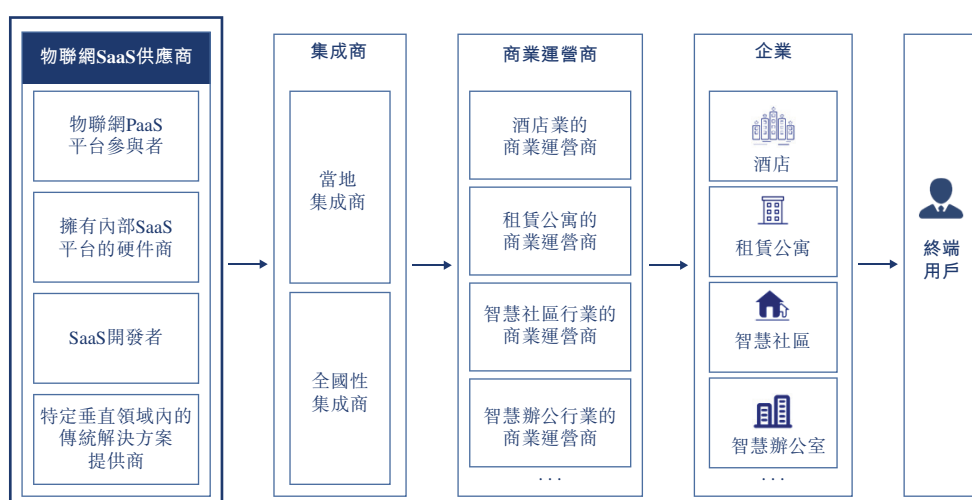 物聯網SaaS供應商
物聯網PaaS
平台參與者
擁有內部SaaS
平台的硬件商
SaaS開發者
特定垂直領域內的
傳統解決方案
提供商
集成商
當地
集成商
全國性
集成商
商業運營商
酒店業的
商業運營商
租賃公寓的
商業運營商
智慧社區行業的
商業運營商
智慧辦公行業的
商業運營商
...
企業
酒店
租賃公寓
智慧社區
智慧辦公室
...
終端
用戶